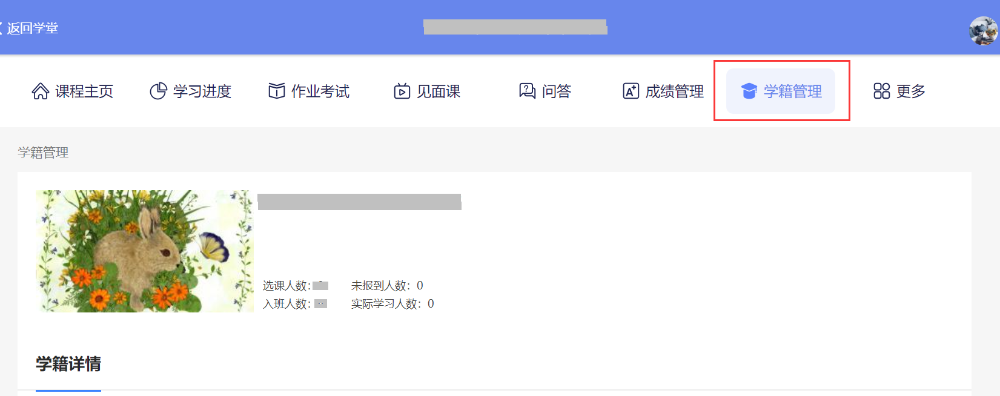 返回学堂
课程主页 学习进度 作业考试 见面课 问答 成绩管理 学籍管理 更多
学籍管理
选课人数： 未报到人数：0
入班人数： 实际学习人数：0
学籍详情